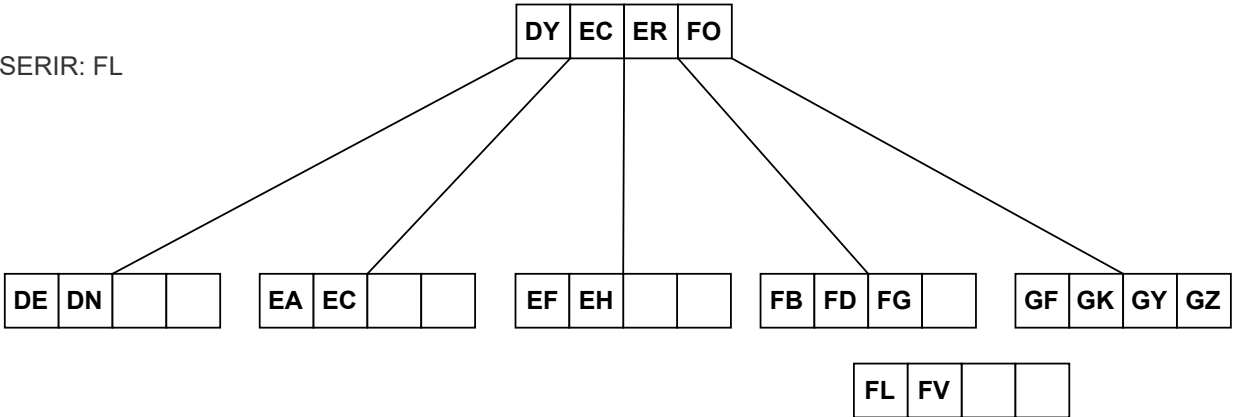 DY EC ER FO
SERIR: FL
DE DN EA EC EF EH FB FD FG GF GK GY GZ
FL FV